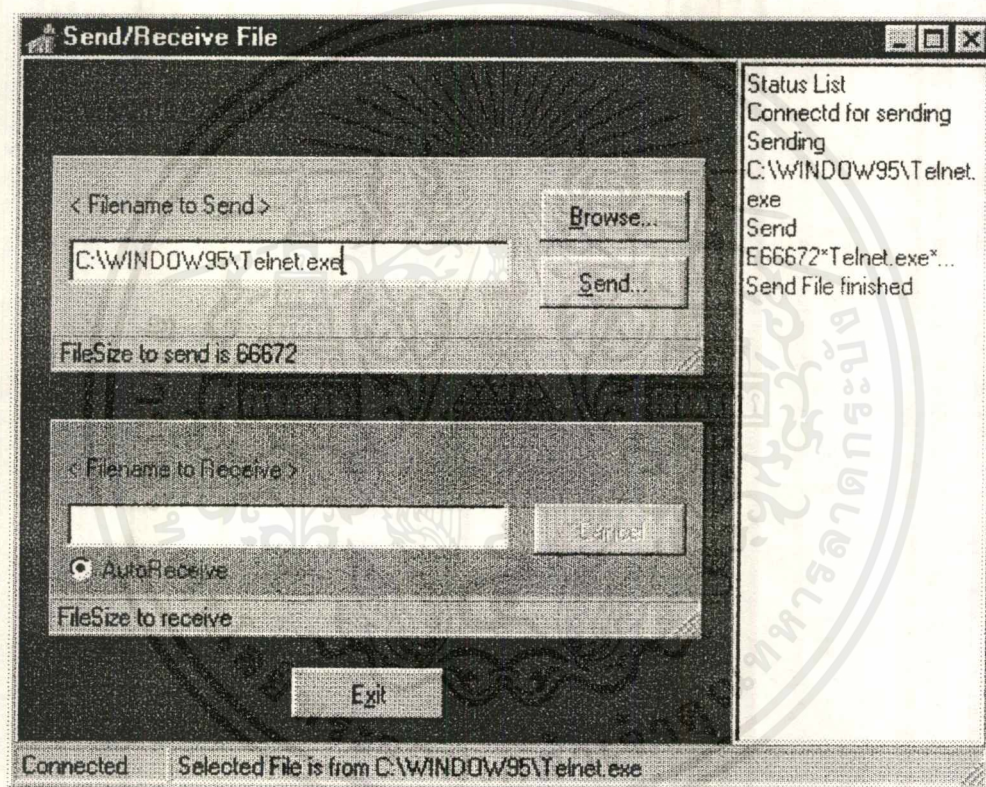 Send/Receive File
< Filename to Send >
Browse...
C:\WINDOW95\Telnet.exe
Send...
FileSize to send is 66672
< Filename to Receive >
Cancel
AutoReceive
FileSize to receive
Exit
Status List
Connectd for sending
Sending
C:\WINDOW95\Telnet.
exe
Send
E66672*Telnet.exe*...
Send File finished
Connected
Selected File is from C:\WINDOW95\Telnet.exe